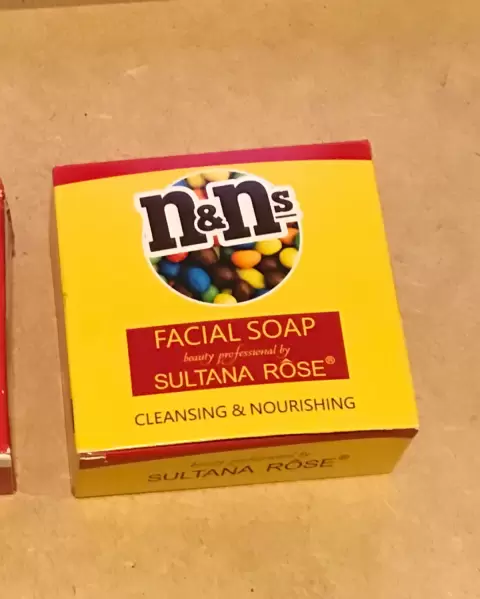 n&ns
FACIAL SOAP
beauty professional by
SULTANA RÔSE®
CLEANSING & NOURISHING
beauty professional by
SULTANA RÔSE®